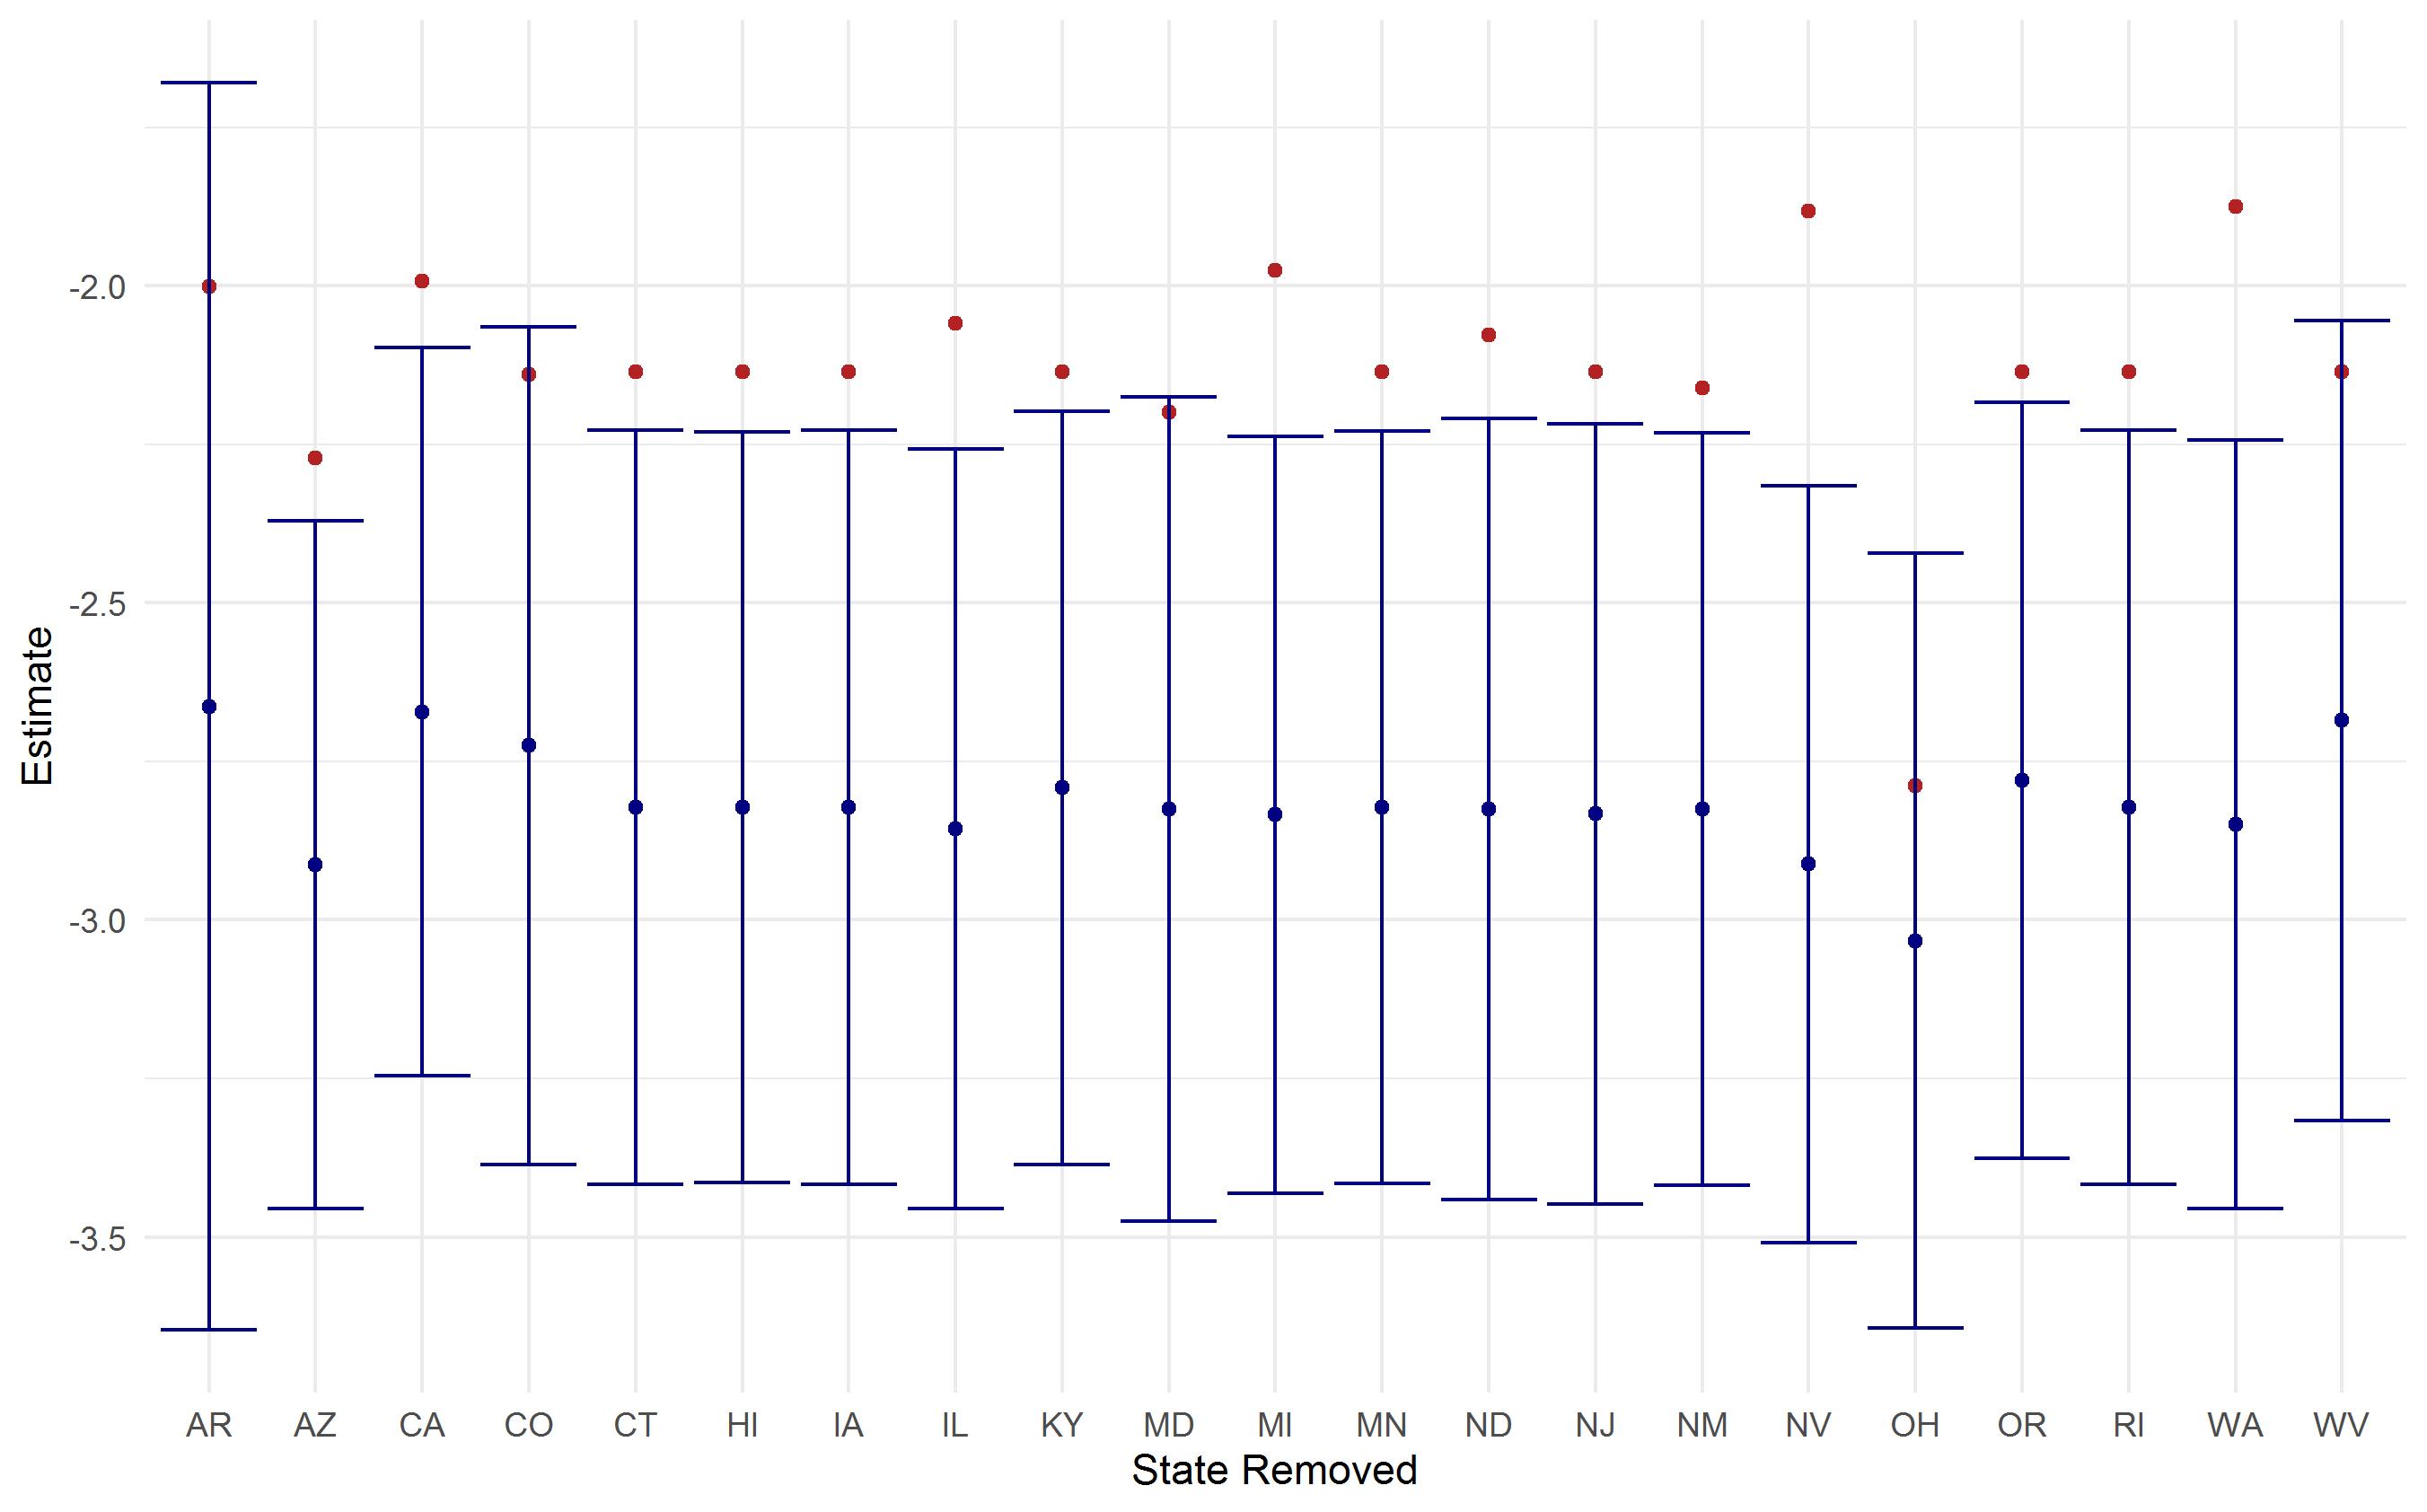 Estimate
-2.0
-2.5
-3.0
-3.5
AR AZ CA CO CT HI IA IL KY MD MI MN ND NJ NM NV OH OR RI WA WV
State Removed